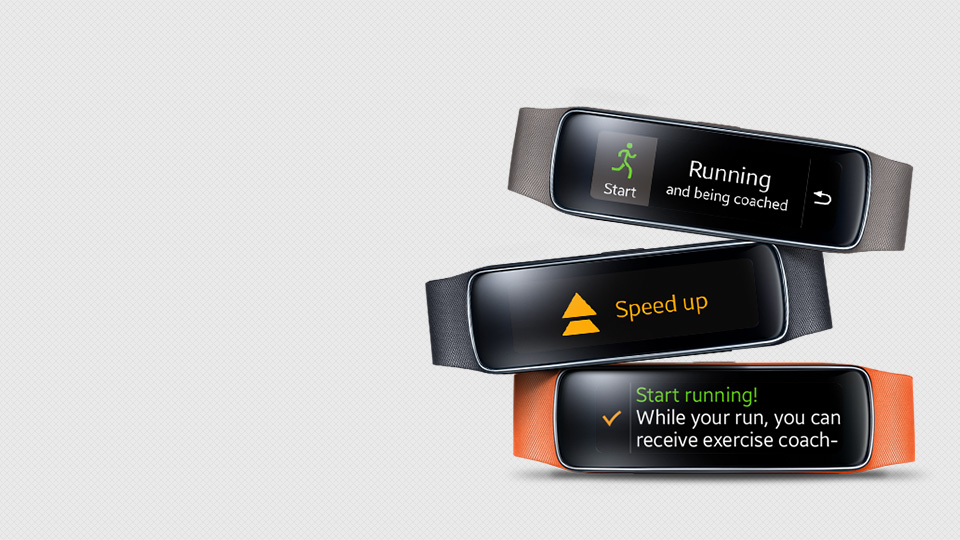 Start
Running
and being coached
Speed up
Start running!
While your run, you can
receive exercise coach-